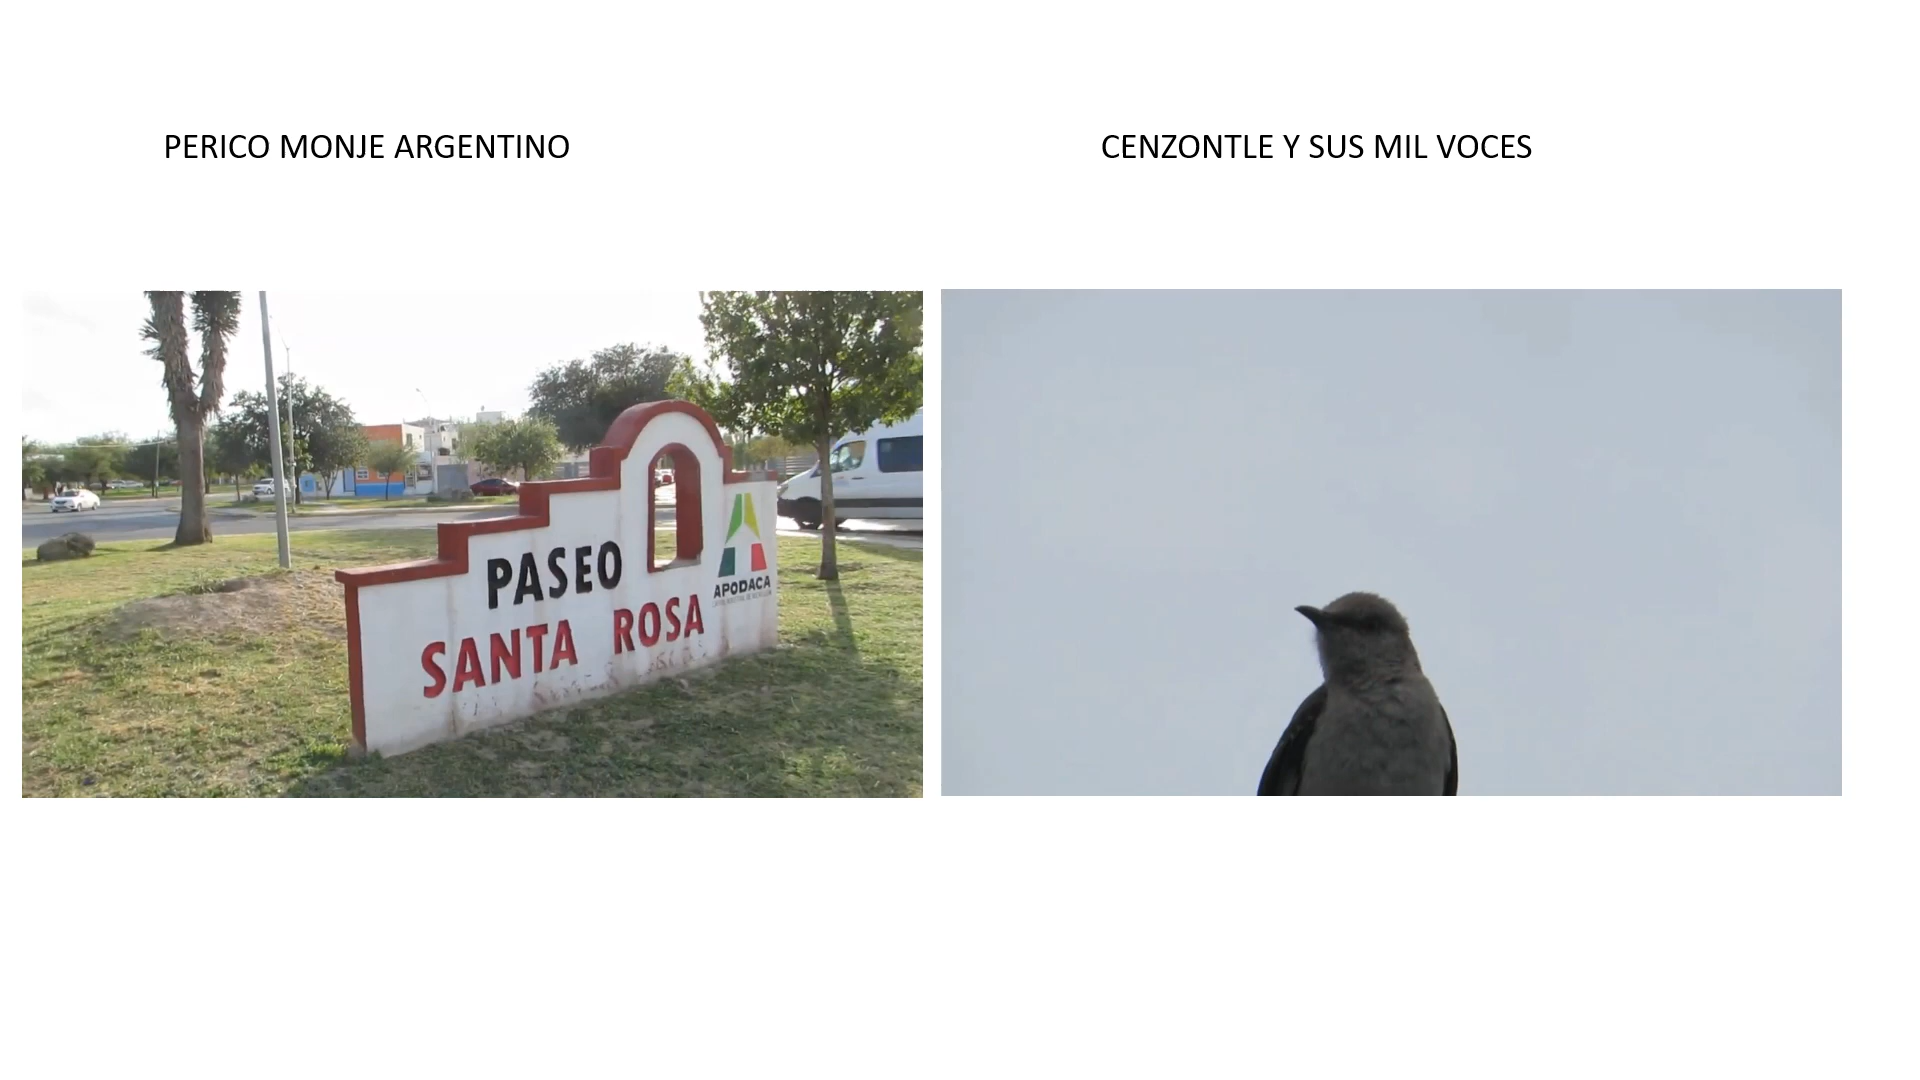 PERICO MONJE ARGENTINO
CENZONTLE Y SUS MIL VOCES
PASEO
SANTA ROSA
APODACA